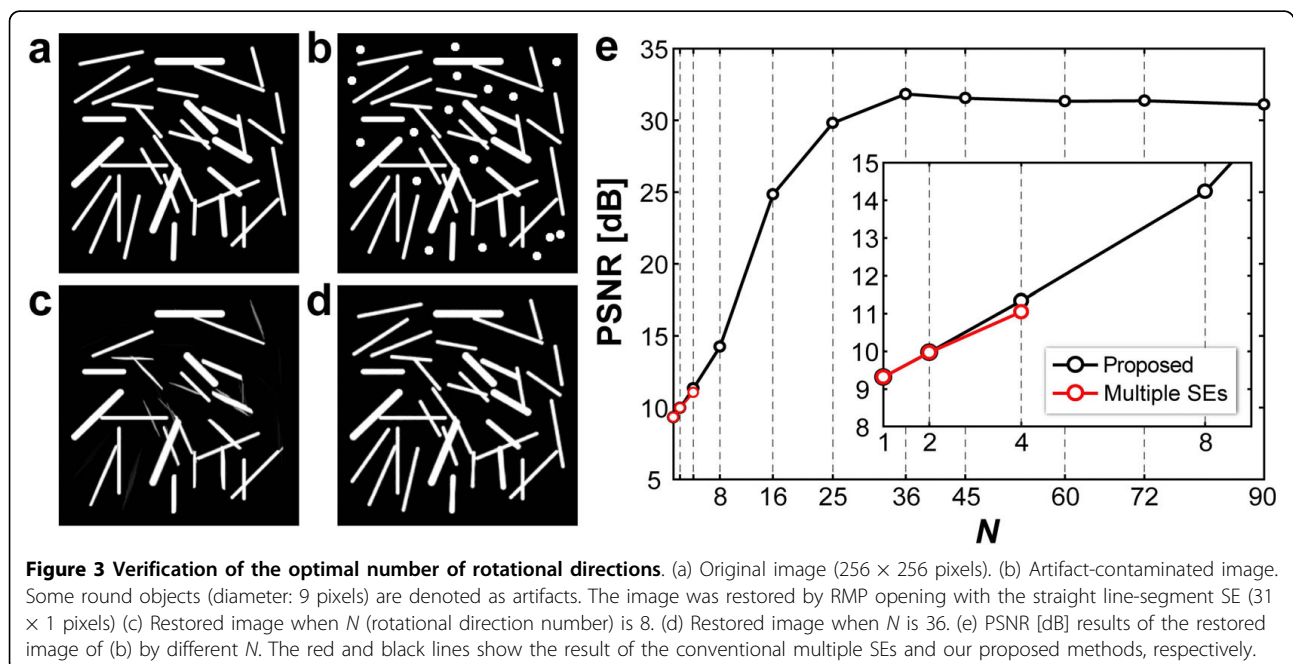 a
b
c
d
e
35
30
25
20
15
10
5
PSNR [dB]
8 16 25 36 45 60 72 90
N
15
14
13
12
11
10
9
8
1 2 4 8
Proposed
Multiple SEs
Figure 3 Verification of the optimal number of rotational directions. (a) Original image (256 × 256 pixels). (b) Artifact-contaminated image.
Some round objects (diameter: 9 pixels) are denoted as artifacts. The image was restored by RMP opening with the straight line-segment SE (31
× 1 pixels) (c) Restored image when N (rotational direction number) is 8. (d) Restored image when N is 36. (e) PSNR [dB] results of the restored
image of (b) by different N. The red and black lines show the result of the conventional multiple SEs and our proposed methods, respectively.